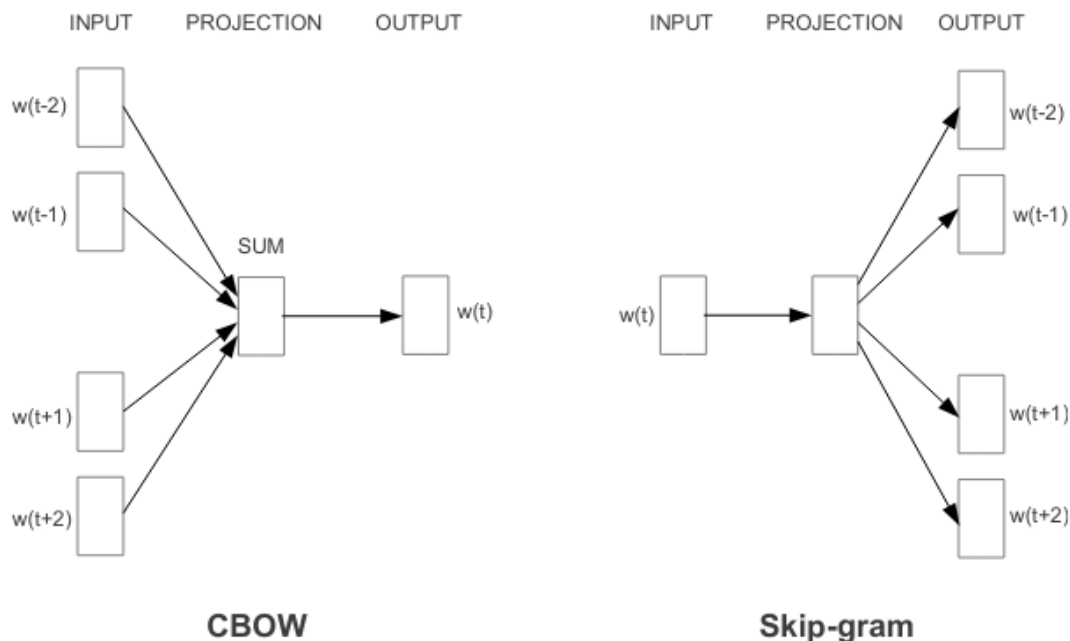 INPUT PROJECTION OUTPUT
w(t-2)
w(t-1)
SUM
w(t)
w(t+1)
w(t+2)
CBOW
INPUT PROJECTION OUTPUT
w(t-2)
w(t-1)
w(t)
w(t+1)
w(t+2)
Skip-gram